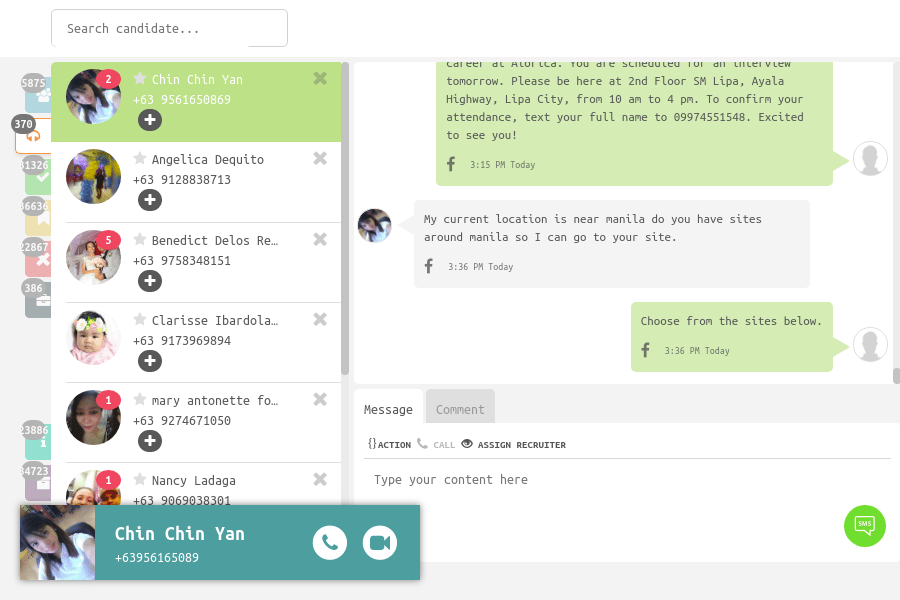 Search candidate...
5875
370
31326
36636
22867
386
23886
34723
2
Chin Chin Yan
+63 9561650869
Angelica Dequito
+63 9128838713
5
Benedict Delos Re…
+63 9758348151
Clarisse Ibardola…
+63 9173969894
1
mary antonette fo…
+63 9274671050
1
Nancy Ladaga
+63 9069038301
Chin Chin Yan
+63956165089
career at Alorica. You are scheduled for an interview
tomorrow. Please be here at 2nd Floor SM Lipa, Ayala
Highway, Lipa City, from 10 am to 4 pm. To confirm your
attendance, text your full name to 09974551548. Excited
to see you!
3:15 PM Today
My current location is near manila do you have sites
around manila so I can go to your site.
3:36 PM Today
Choose from the sites below.
3:36 PM Today
Message
Comment
{}ACTION CALL ASSIGN RECRUITER
Type your content here
SMS